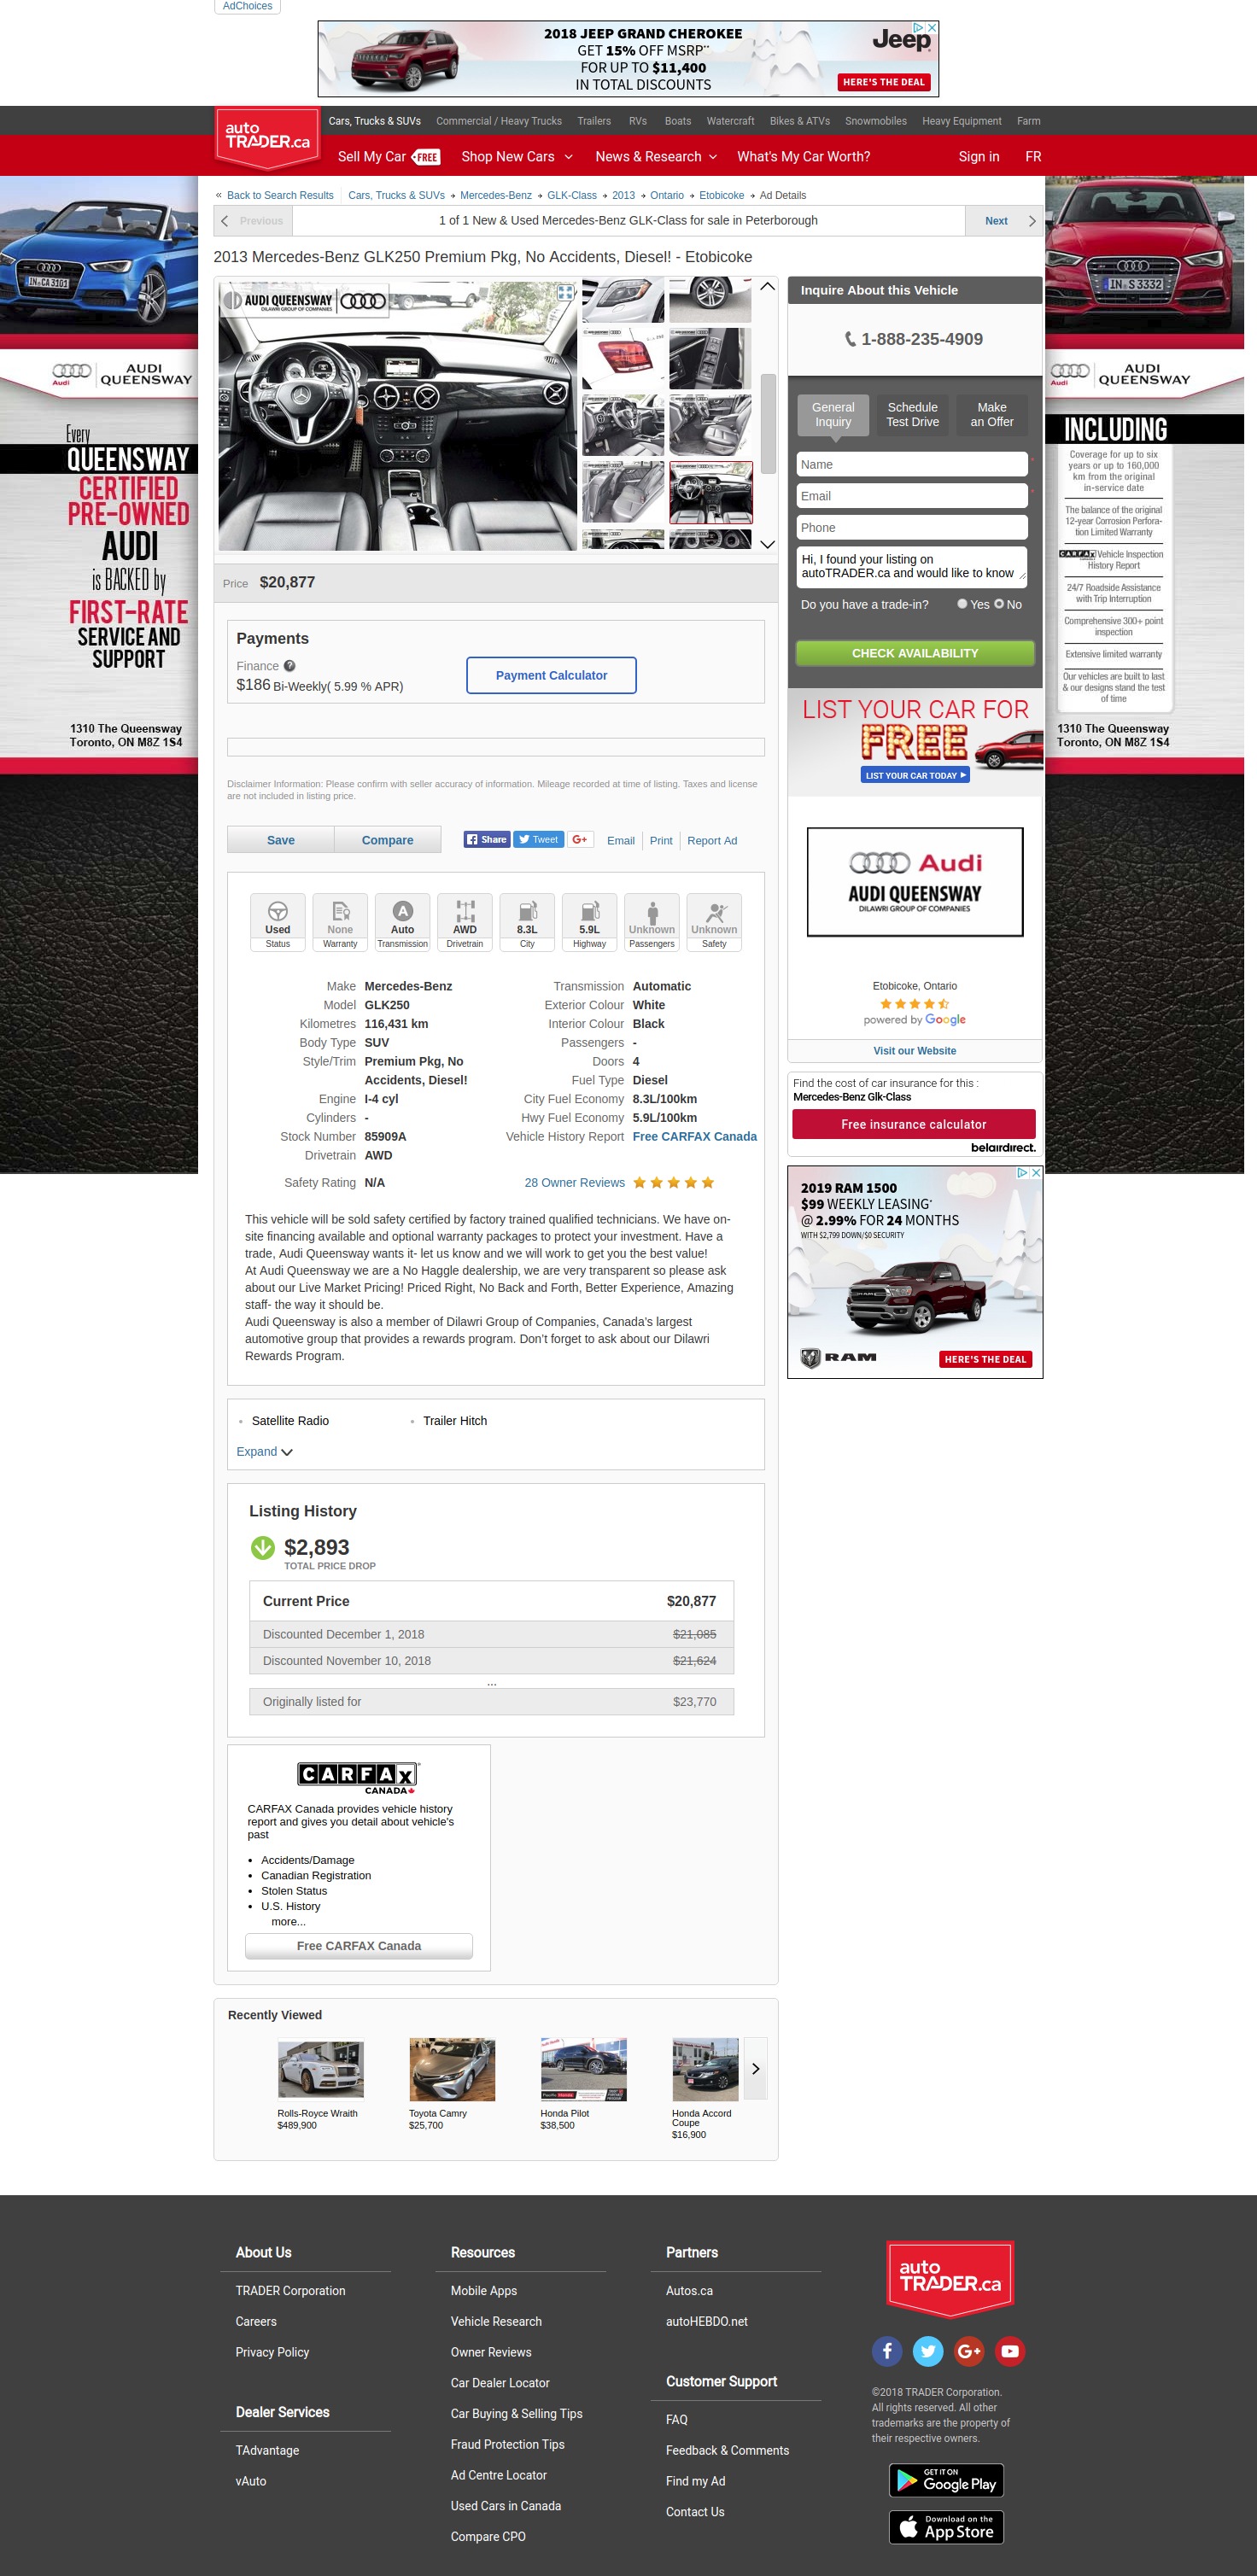 AdChoices
2018 JEEP GRAND CHEROKEE
GET 15% OFF MSRP**
FOR UP TO $11,400
IN TOTAL DISCOUNTS
Jeep
HERE'S THE DEAL
auto
TRADER.ca
Cars, Trucks & SUVs Commercial / Heavy Trucks Trailers RVs Boats Watercraft Bikes & ATVs Snowmobiles Heavy Equipment Farm
Sell My Car FREE Shop New Cars News & Research What's My Car Worth? Sign in FR
« Back to Search Results Cars, Trucks & SUVs Mercedes-Benz GLK-Class 2013 Ontario Etobicoke Ad Details
Previous 1 of 1 New & Used Mercedes-Benz GLK-Class for sale in Peterborough Next
2013 Mercedes-Benz GLK250 Premium Pkg, No Accidents, Diesel! - Etobicoke
IN CA 3101
Audi
AUDI
QUEENSWAY
Every
QUEENSWAY
CERTIFIED
PRE-OWNED
AUDI
is BACKED by
FIRST-RATE
SERVICE AND
SUPPORT
1310 The Queensway
Toronto, ON M8Z 1S4
AUDI QUEENSWAY
DILAWRI GROUP OF COMPANIES
Price $20,877
Payments
Finance ?
$186 Bi-Weekly( 5.99 % APR)
Payment Calculator
Disclaimer Information: Please confirm with seller accuracy of information. Mileage recorded at time of listing. Taxes and license
are not included in listing price.
Save Compare Share Tweet G+ Email Print Report Ad
Used None A Auto AWD 8.3L 5.9L Unknown Unknown
Status Warranty Transmission Drivetrain City Highway Passengers Safety
Make Mercedes-Benz
Model GLK250
Kilometres 116,431 km
Body Type SUV
Style/Trim Premium Pkg, No
Accidents, Diesel!
Engine I-4 cyl
Cylinders -
Stock Number 85909A
Drivetrain AWD
Safety Rating N/A
Transmission Automatic
Exterior Colour White
Interior Colour Black
Passengers -
Doors 4
Fuel Type Diesel
City Fuel Economy 8.3L/100km
Hwy Fuel Economy 5.9L/100km
Vehicle History Report Free CARFAX Canada
28 Owner Reviews
This vehicle will be sold safety certified by factory trained qualified technicians. We have on-
site financing available and optional warranty packages to protect your investment. Have a
trade, Audi Queensway wants it- let us know and we will work to get you the best value!
At Audi Queensway we are a No Haggle dealership, we are very transparent so please ask
about our Live Market Pricing! Priced Right, No Back and Forth, Better Experience, Amazing
staff- the way it should be.
Audi Queensway is also a member of Dilawri Group of Companies, Canada's largest
automotive group that provides a rewards program. Don't forget to ask about our Dilawri
Rewards Program.
Satellite Radio Trailer Hitch
Expand
Listing History
$2,893
TOTAL PRICE DROP
Current Price $20,877
Discounted December 1, 2018 $21,085
Discounted November 10, 2018 $21,624
...
Originally listed for $23,770
CARFAX
CANADA
CARFAX Canada provides vehicle history
report and gives you detail about vehicle's
past
• Accidents/Damage
• Canadian Registration
• Stolen Status
• U.S. History
more...
Free CARFAX Canada
Recently Viewed
Rolls-Royce Wraith
$489,900
Toyota Camry
$25,700
Honda Pilot
$38,500
Honda Accord
Coupe
$16,900
Inquire About this Vehicle
1-888-235-4909
General
Inquiry
Schedule
Test Drive
Make
an Offer
Name
Email
Phone
Hi, I found your listing on
autoTRADER.ca and would like to know
Do you have a trade-in? Yes No
CHECK AVAILABILITY
LIST YOUR CAR FOR
FREE
LIST YOUR CAR TODAY
Audi
AUDI QUEENSWAY
DILAWRI GROUP OF COMPANIES
Etobicoke, Ontario
powered by Google
Visit our Website
Find the cost of car insurance for this :
Mercedes-Benz Glk-Class
Free insurance calculator
belairdirect.
2019 RAM 1500
$99 WEEKLY LEASING*
@ 2.99% FOR 24 MONTHS
WITH $2,799 DOWN/$0 SECURITY
RAM
HERE'S THE DEAL
IN S 3332
Audi
AUDI
QUEENSWAY
INCLUDING
Coverage for up to six
years or up to 160,000
km from the original
in-service date
The balance of the original
12-year Corrosion Perfora-
tion Limited Warranty
CARFAX Vehicle Inspection
History Report
24/7 Roadside Assistance
with Trip Interruption
Comprehensive 300+ point
inspection
Extensive limited warranty
Our vehicles are built to last
& our designs stand the test
of time
1310 The Queensway
Toronto, ON M8Z 1S4
About Us
TRADER Corporation
Careers
Privacy Policy
Dealer Services
TAdvantage
vAuto
Resources
Mobile Apps
Vehicle Research
Owner Reviews
Car Dealer Locator
Car Buying & Selling Tips
Fraud Protection Tips
Ad Centre Locator
Used Cars in Canada
Compare CPO
Partners
Autos.ca
autoHEBDO.net
Customer Support
FAQ
Feedback & Comments
Find my Ad
Contact Us
auto
TRADER.ca
f G+
©2018 TRADER Corporation.
All rights reserved. All other
trademarks are the property of
their respective owners.
GET IT ON
Google Play
Download on the
App Store